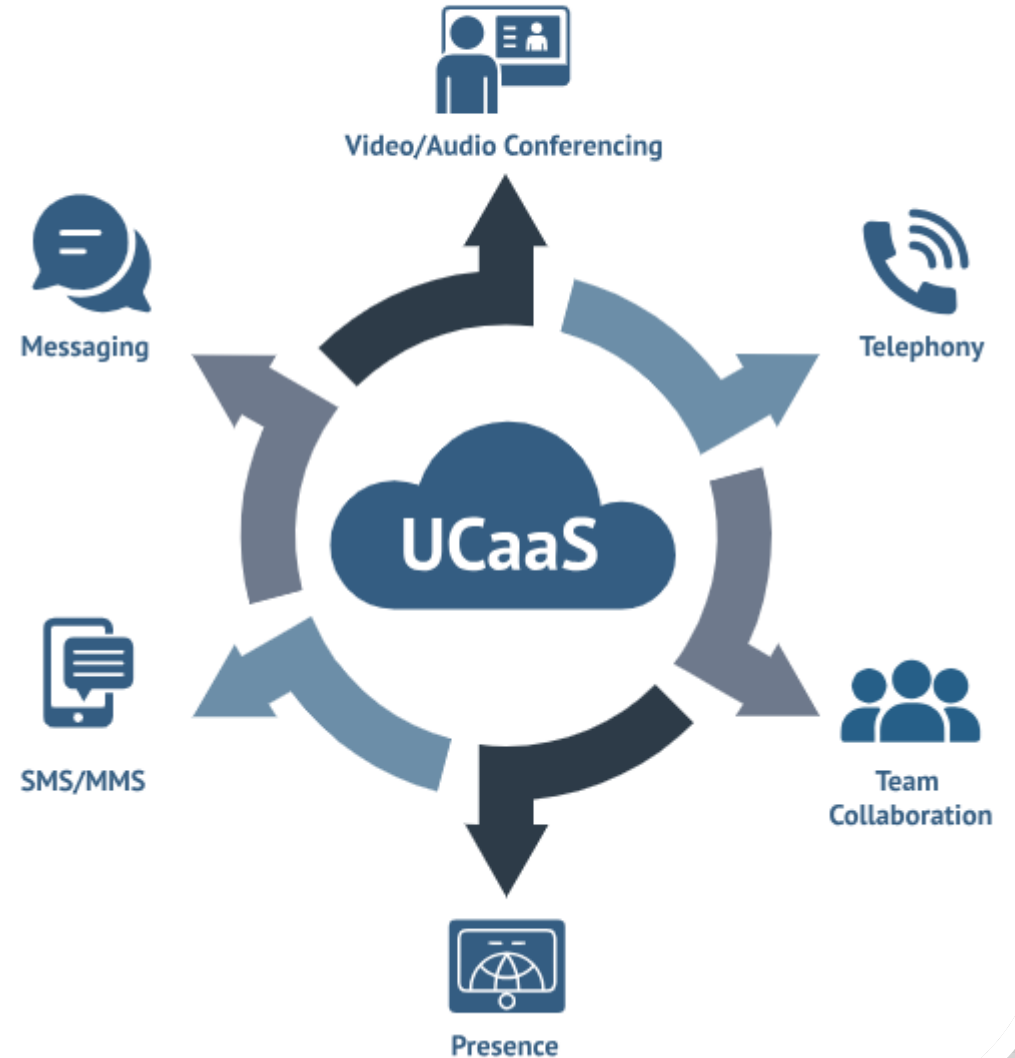 Video/Audio Conferencing
Messaging
Telephony
UCaaS
SMS/MMS
Team
Collaboration
Presence